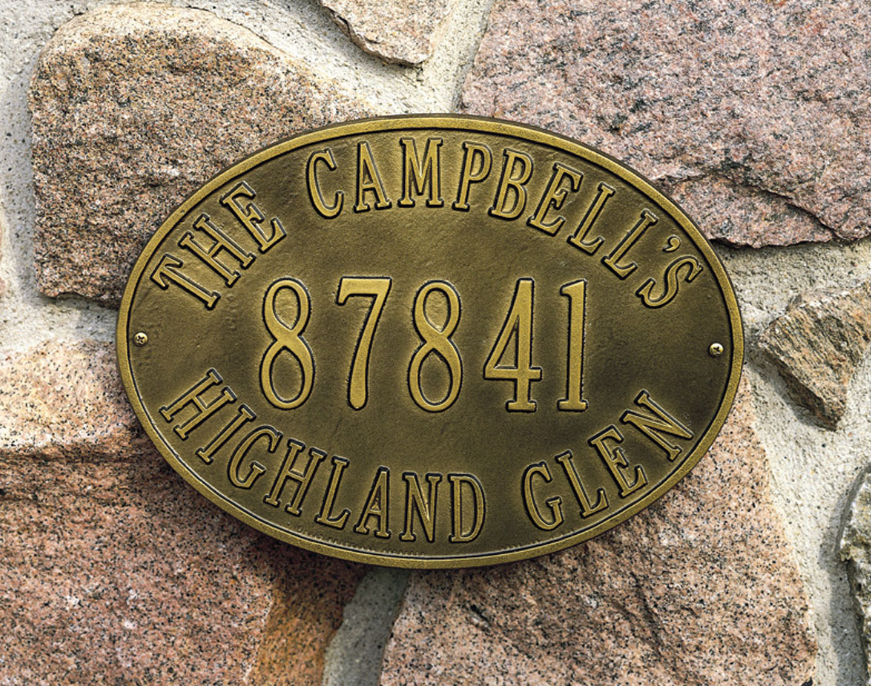 THE CAMPBELL'S
87841
HIGHLAND GLEN